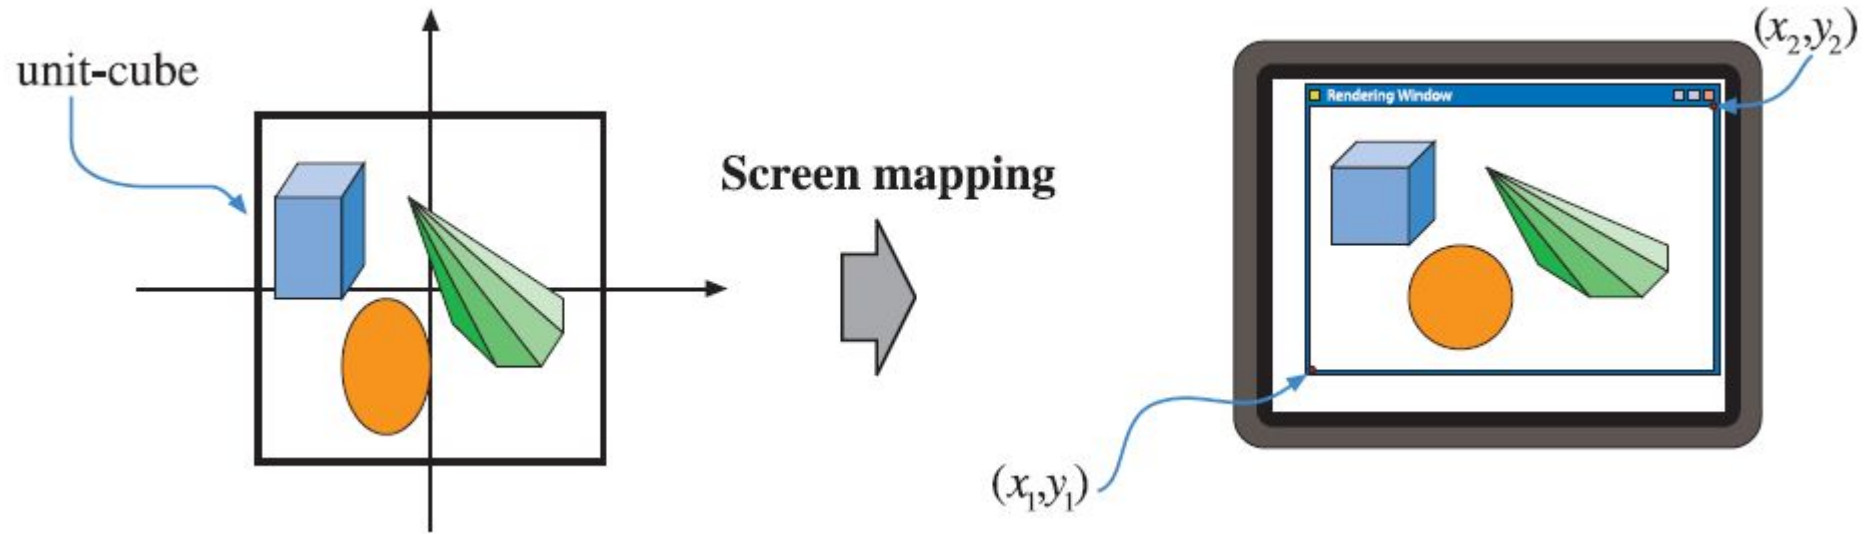 unit-cube
Screen mapping
(x₂,y₂)
Rendering Window
(x₁,y₁)